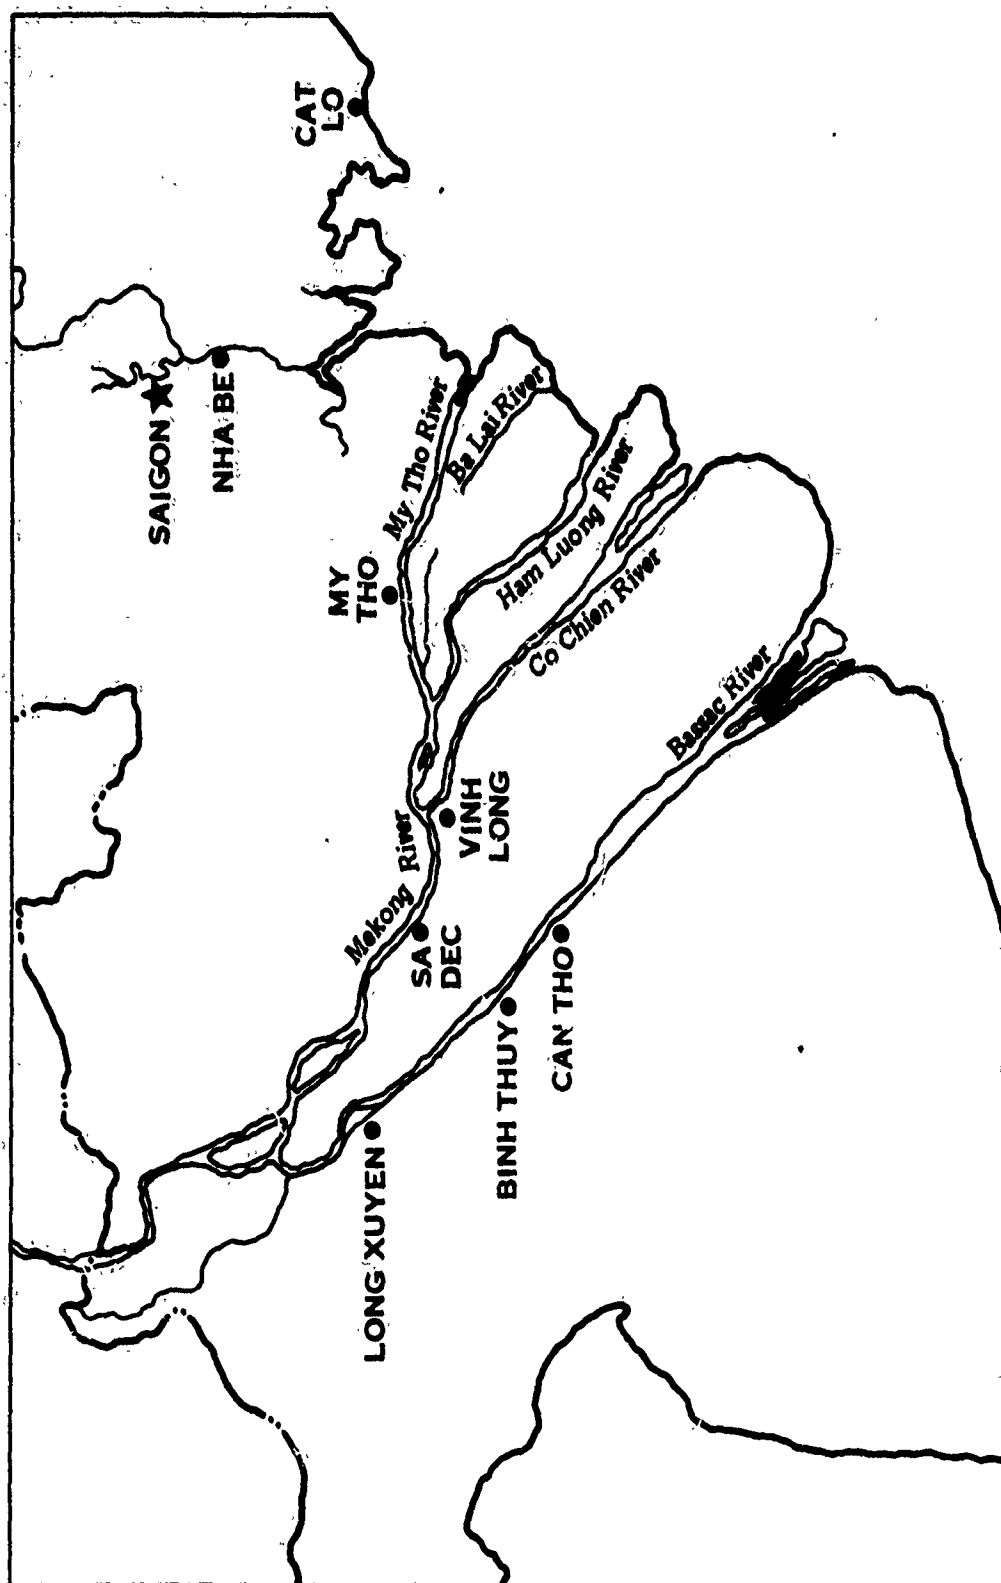 CAT
LO
SAIGON
NHA BE
MY
THO
My Tho River
Ba Lai River
Ham Luong River
Co Chien River
Bassac River
Mekong River
VINH
LONG
SA
DEC
CAN THO
BINH THUY
LONG XUYEN